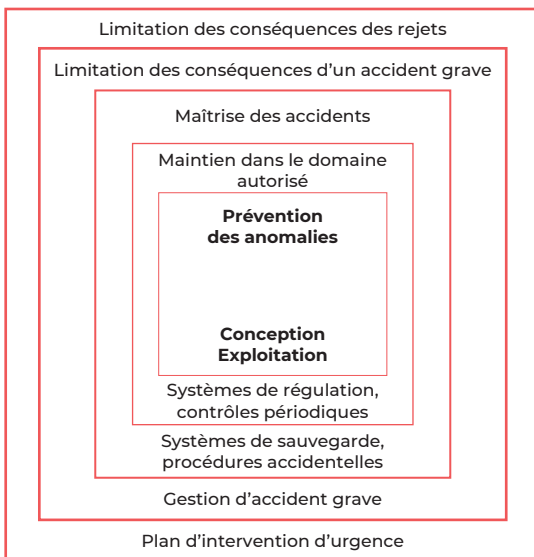 Limitation des conséquences des rejets
Limitation des conséquences d’un accident grave
Maîtrise des accidents
Maintien dans le domaine
autorisé
Prévention
des anomalies
Conception
Exploitation
Systèmes de régulation,
contrôles périodiques
Systèmes de sauvegarde,
procédures accidentelles
Gestion d’accident grave
Plan d’intervention d’urgence